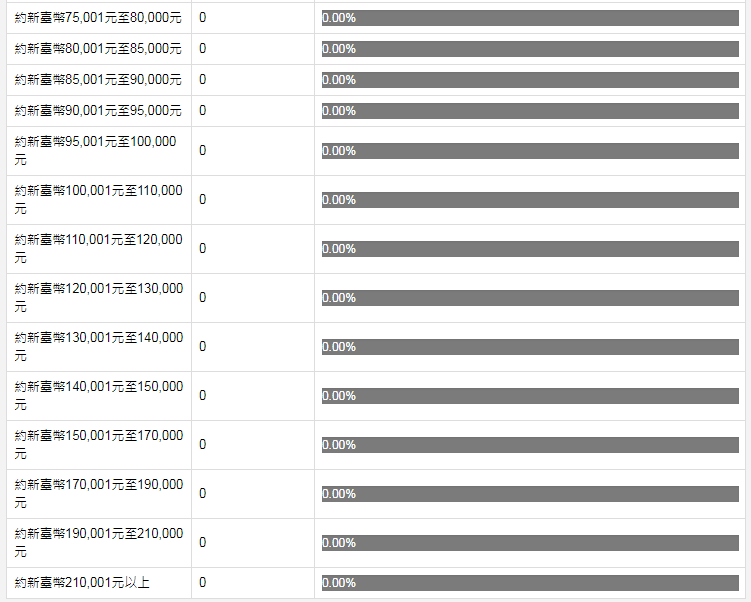 約新臺幣75,001元至80,000元 0 0.00%
約新臺幣80,001元至85,000元 0 0.00%
約新臺幣85,001元至90,000元 0 0.00%
約新臺幣90,001元至95,000元 0 0.00%
約新臺幣95,001元至100,000
元 0 0.00%
約新臺幣100,001元至110,000
元 0 0.00%
約新臺幣110,001元至120,000
元 0 0.00%
約新臺幣120,001元至130,000
元 0 0.00%
約新臺幣130,001元至140,000
元 0 0.00%
約新臺幣140,001元至150,000
元 0 0.00%
約新臺幣150,001元至170,000
元 0 0.00%
約新臺幣170,001元至190,000
元 0 0.00%
約新臺幣190,001元至210,000
元 0 0.00%
約新臺幣210,001元以上 0 0.00%